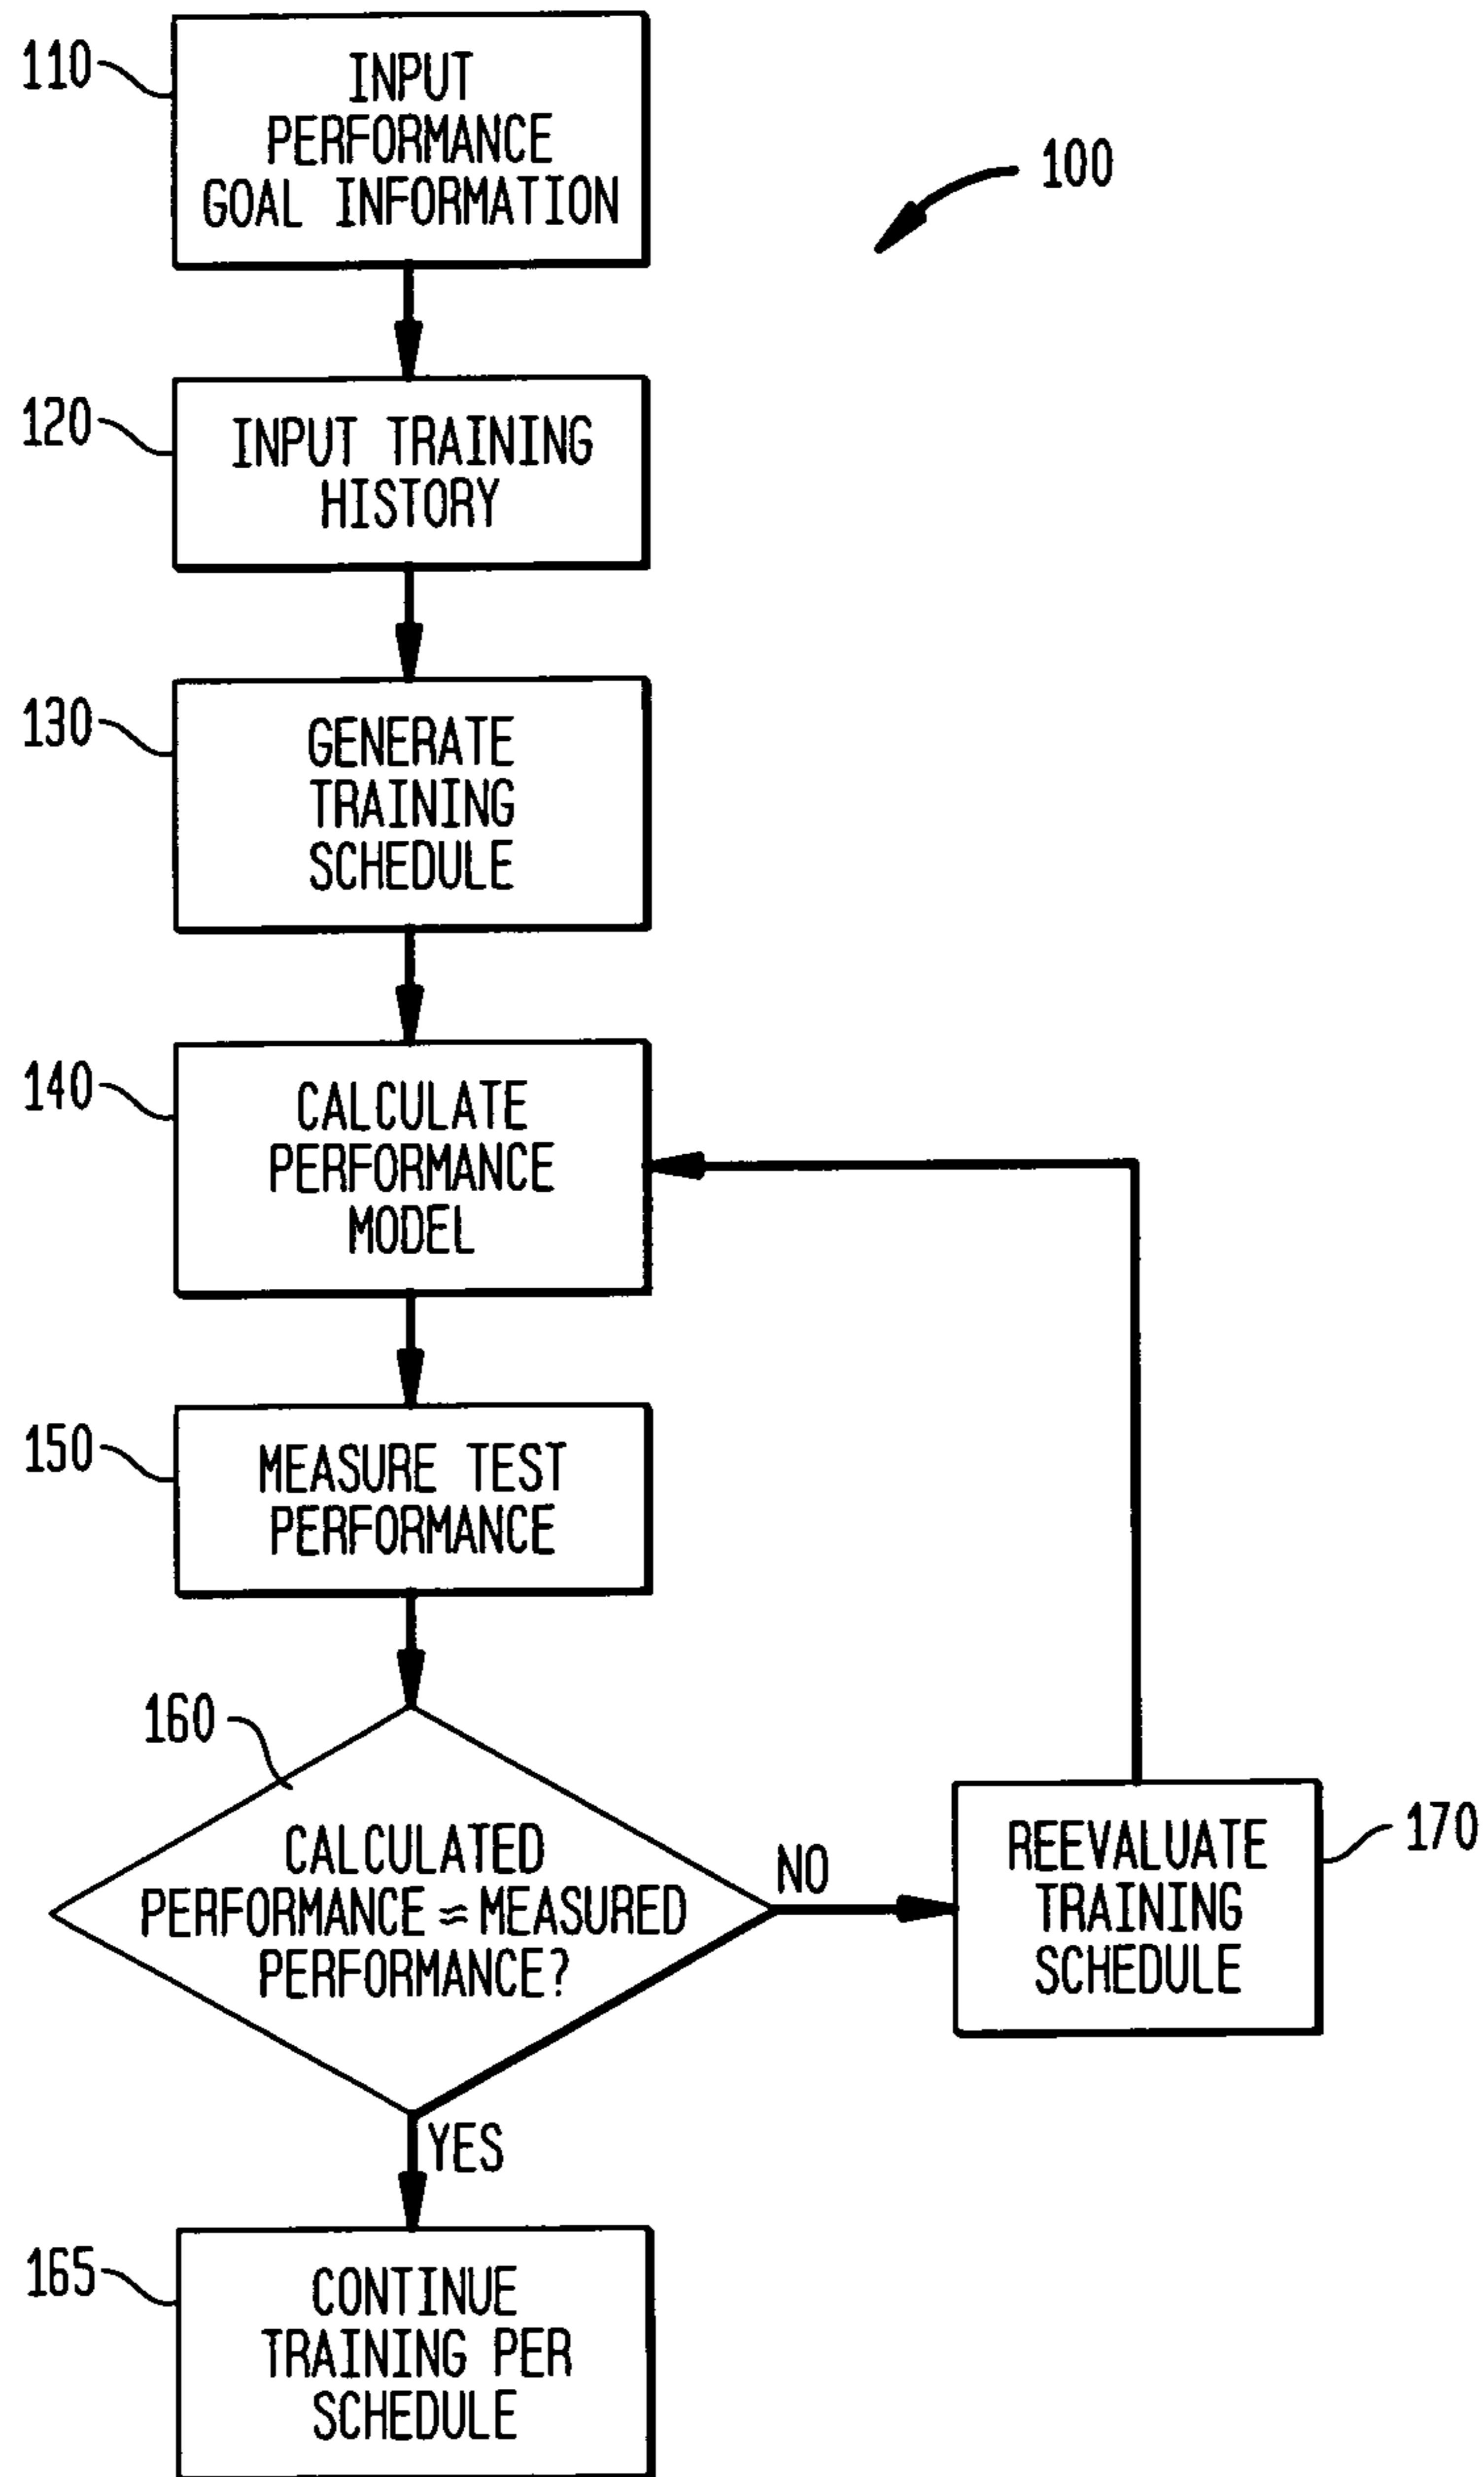 110
INPUT
PERFORMANCE
GOAL INFORMATION
100
120
INPUT TRAINING
HISTORY
130
GENERATE
TRAINING
SCHEDULE
140
CALCULATE
PERFORMANCE
MODEL
150
MEASURE TEST
PERFORMANCE
160
CALCULATED
PERFORMANCE ≈ MEASURED
PERFORMANCE?
NO
REEVALUATE
TRAINING
SCHEDULE
170
YES
165
CONTINUE
TRAINING PER
SCHEDULE